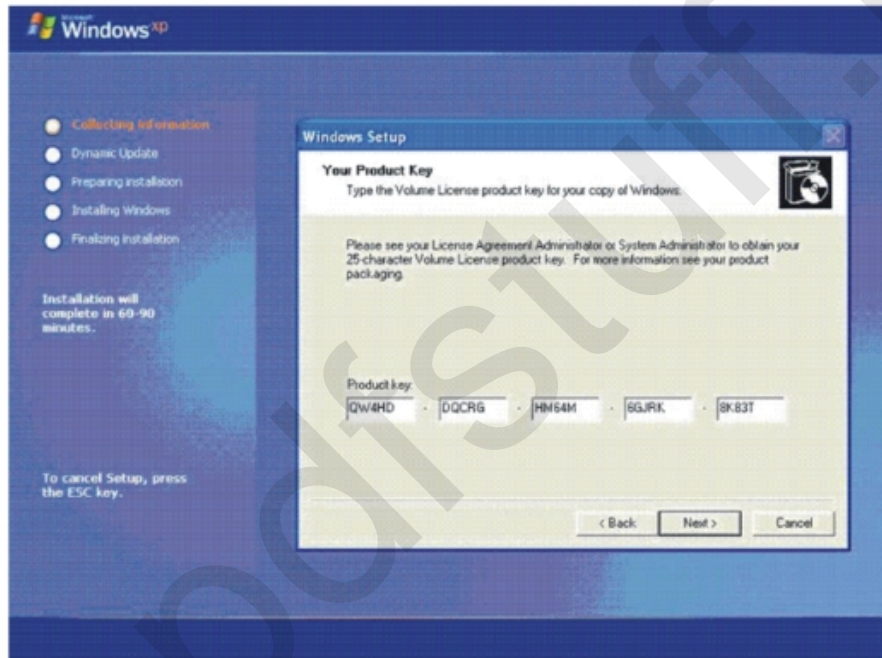 Microsoft
Windows xp
Collecting information
Dynamic Update
Preparing installation
Installing Windows
Finalizing installation
Installation will
complete in 60-90
minutes.
To cancel Setup, press
the ESC key.
Windows Setup
Your Product Key
Type the Volume License product key for your copy of Windows.
Please see your License Agreement Administrator or System Administrator to obtain your
25-character Volume License product key. For more information see your product
packaging.
Product key:
QW4HD - DQCRG - HM64M - 6GJRK - 8K83T
< Back Next > Cancel
pdfstuff.